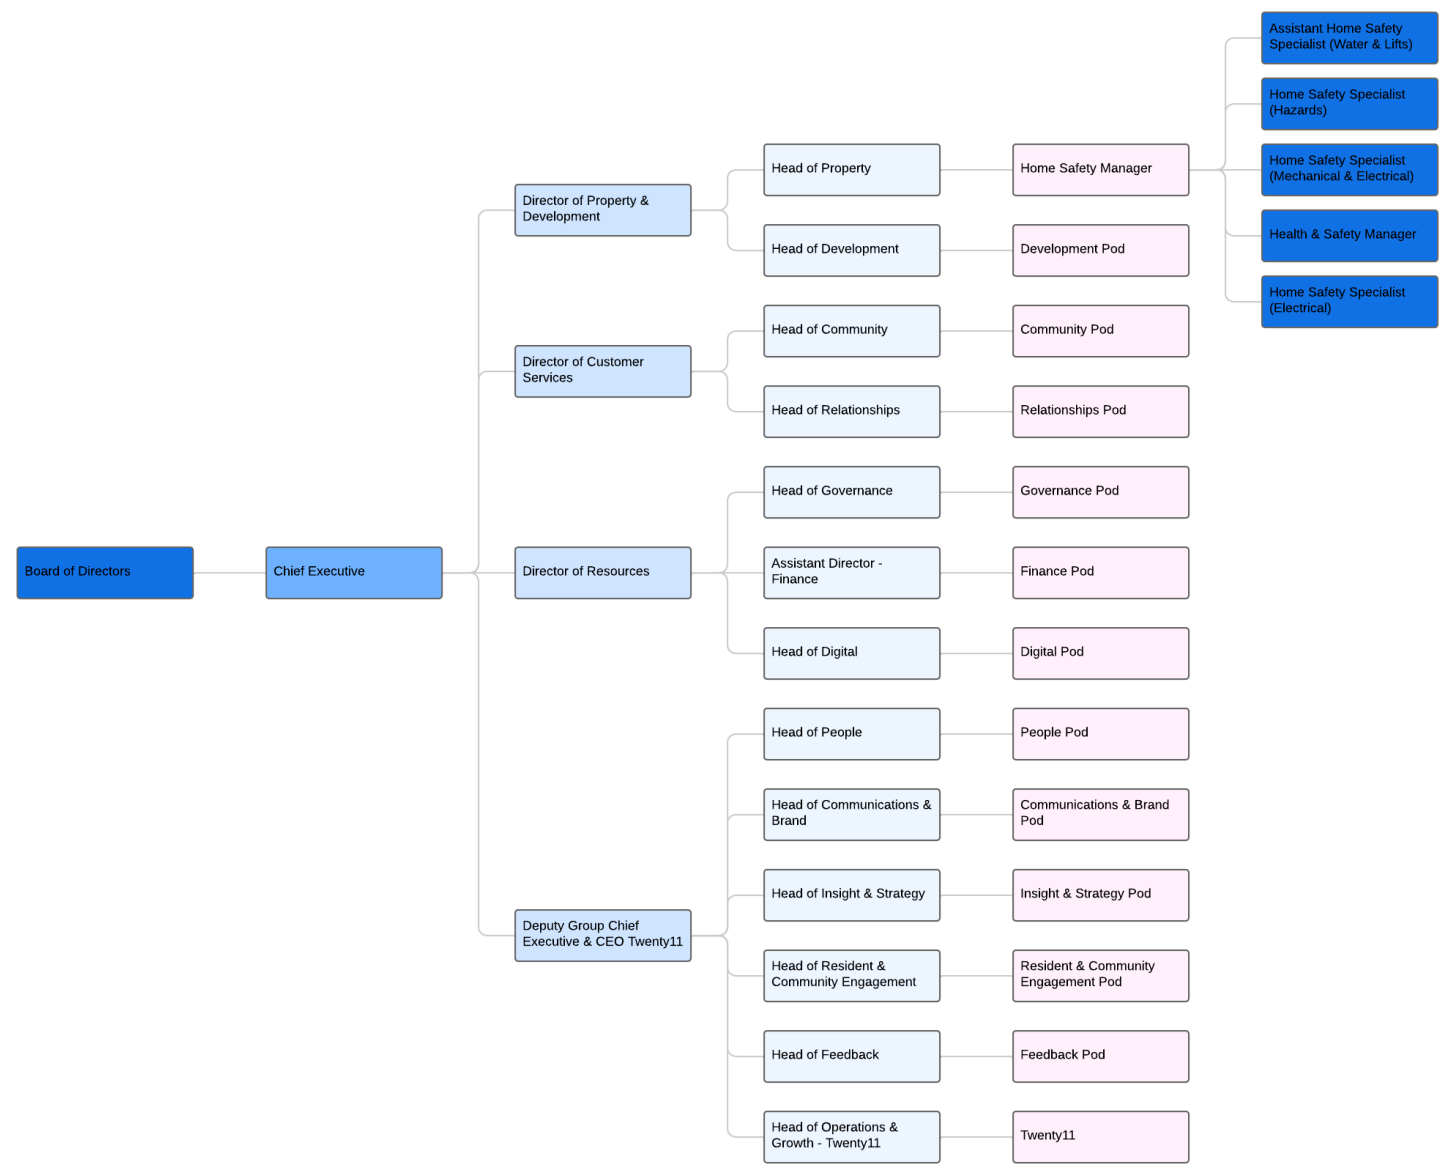 Board of Directors
Chief Executive
Director of Property &
Development
Head of Property
Home Safety Manager
Assistant Home Safety
Specialist (Water & Lifts)
Home Safety Specialist
(Hazards)
Home Safety Specialist
(Mechanical & Electrical)
Health & Safety Manager
Home Safety Specialist
(Electrical)
Head of Development
Development Pod
Director of Customer
Services
Head of Community
Community Pod
Head of Relationships
Relationships Pod
Director of Resources
Head of Governance
Governance Pod
Assistant Director -
Finance
Finance Pod
Head of Digital
Digital Pod
Deputy Group Chief
Executive & CEO Twenty11
Head of People
People Pod
Head of Communications &
Brand
Communications & Brand
Pod
Head of Insight & Strategy
Insight & Strategy Pod
Head of Resident &
Community Engagement
Resident & Community
Engagement Pod
Head of Feedback
Feedback Pod
Head of Operations &
Growth - Twenty11
Twenty11